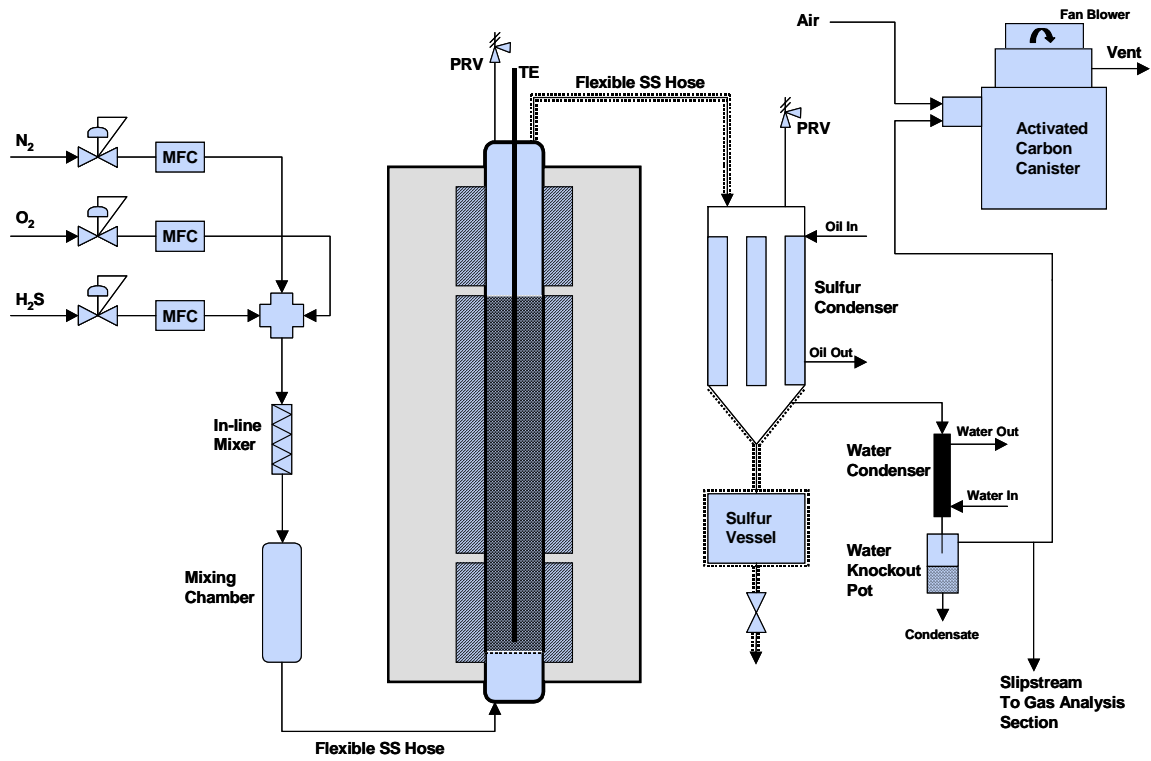 Air
Fan Blower
Vent
PRV
TE
Flexible SS Hose
PRV
Activated
Carbon
Canister
N₂
MFC
O₂
MFC
H₂S
MFC
Oil In
Sulfur
Condenser
Oil Out
In-line
Mixer
Water Out
Water
Condenser
Water In
Sulfur
Vessel
Water
Knockout
Pot
Mixing
Chamber
Condensate
Slipstream
To Gas Analysis
Section
Flexible SS Hose